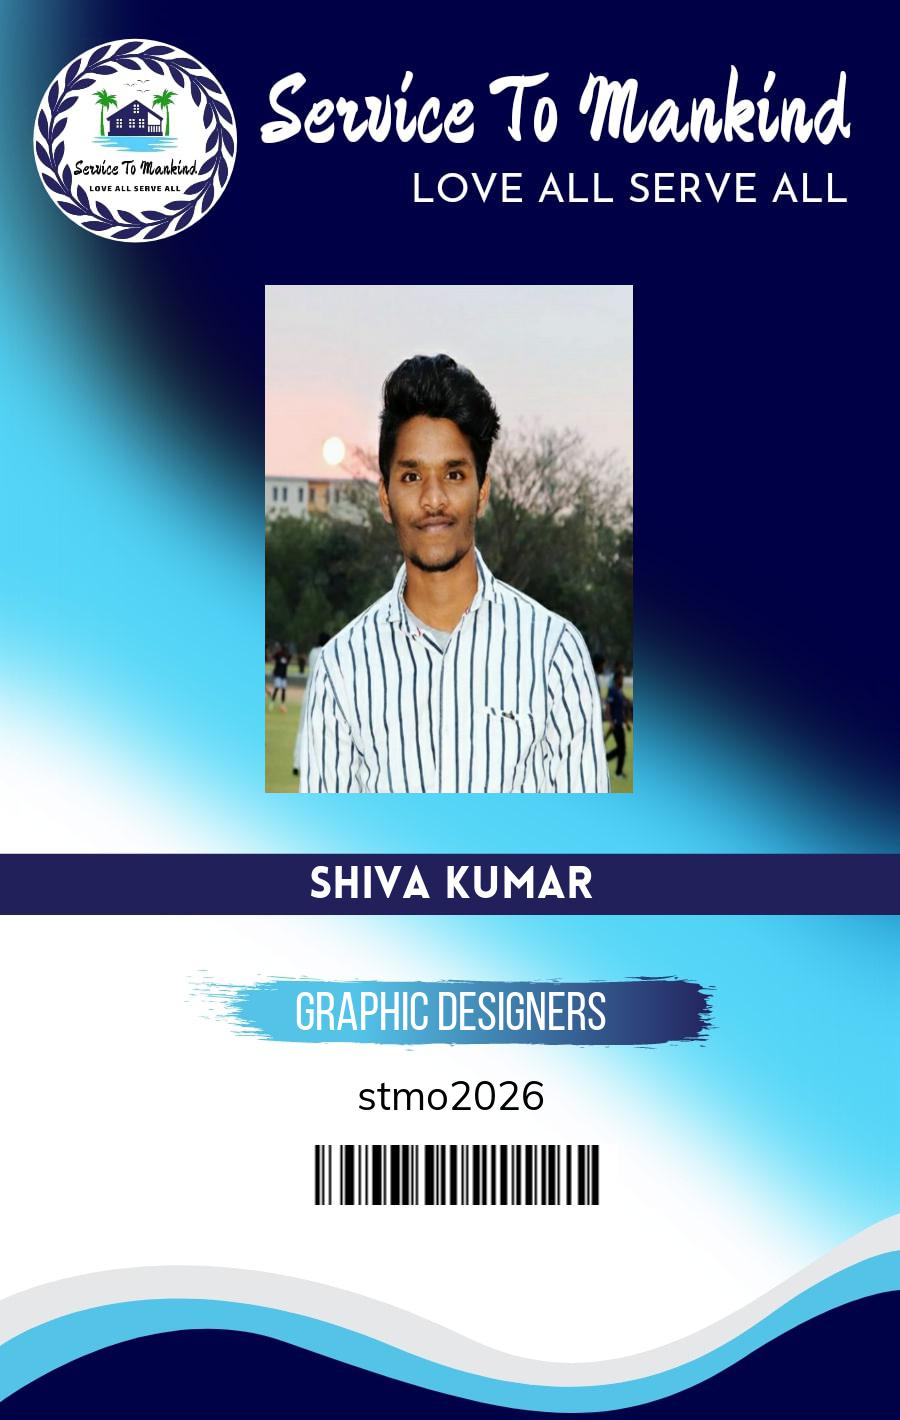 Service To Mankind
LOVE ALL SERVE ALL
Service To Mankind
LOVE ALL SERVE ALL
SHIVA KUMAR
GRAPHIC DESIGNERS
stmo2026